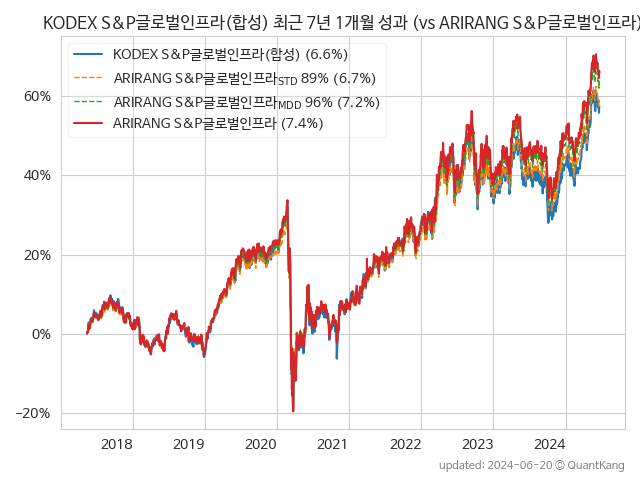 KODEX S&P글로벌인프라(합성) 최근 7년 1개월 성과 (vs ARIRANG S&P글로벌인프라)
KODEX S&P글로벌인프라(합성) (6.6%)
ARIRANG S&P글로벌인프라STD 89% (6.7%)
ARIRANG S&P글로벌인프라MDD 96% (7.2%)
ARIRANG S&P글로벌인프라 (7.4%)
60%
40%
20%
0%
−20%
2018 2019 2020 2021 2022 2023 2024
updated: 2024-06-20 © QuantKang